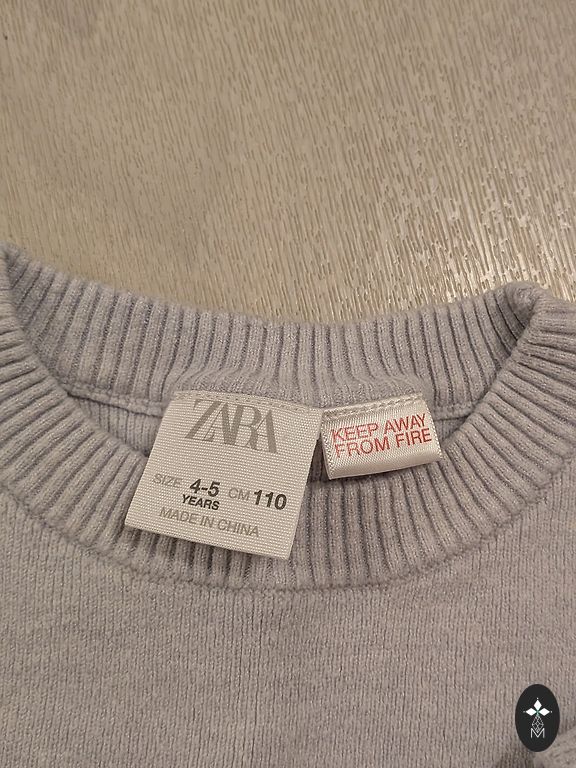 ZARA
SIZE 4-5 YEARS CM 110
MADE IN CHINA
KEEP AWAY
FROM FIRE
M